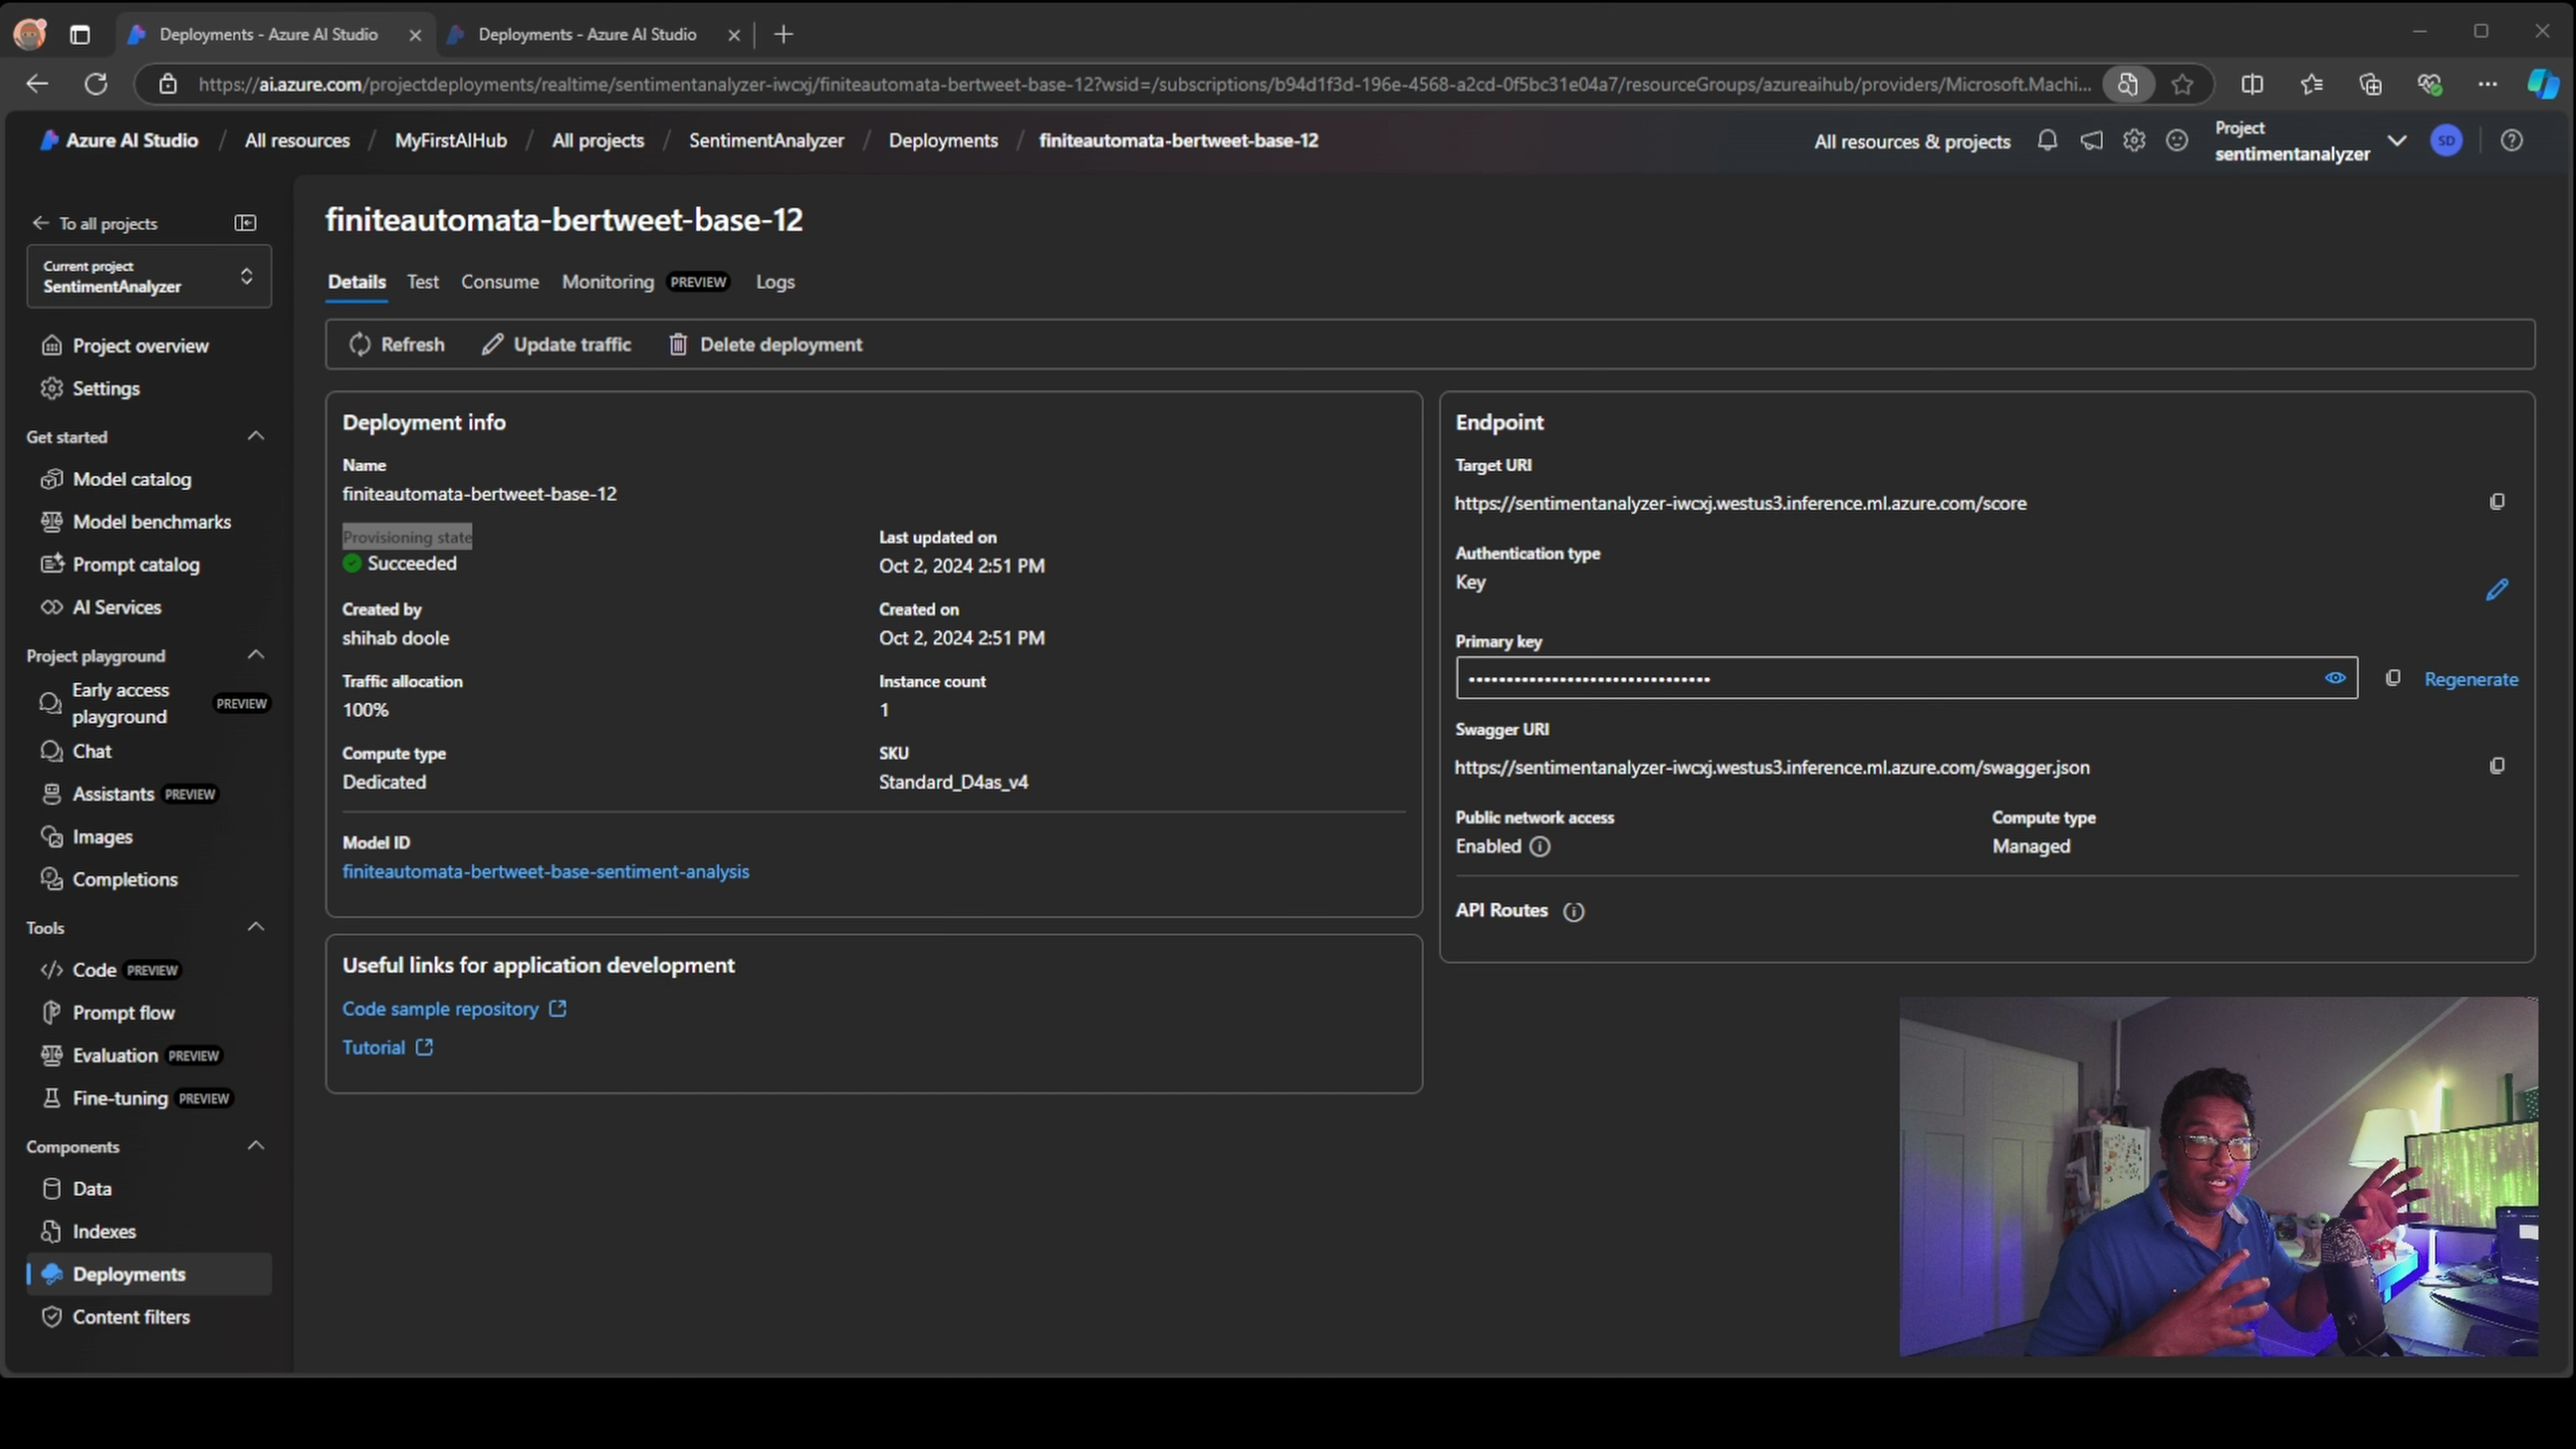 Deployments - Azure AI Studio
Deployments - Azure AI Studio
https://ai.azure.com/projectdeployments/realtime/sentimentanalyzer-iwcxj/finiteautomata-bertweet-base-12?wsid=/subscriptions/b94d1f3d-196e-4568-a2cd-0f5bc31e04a7/resourceGroups/azureaihub/providers/Microsoft.Machi...
Azure AI Studio / All resources / MyFirstAIHub / All projects / SentimentAnalyzer / Deployments / finiteautomata-bertweet-base-12
All resources & projects
Project
sentimentanalyzer
SD
To all projects
Current project
SentimentAnalyzer
Project overview
Settings
Get started
Model catalog
Model benchmarks
Prompt catalog
AI Services
Project playground
Early access
playground
PREVIEW
Chat
Assistants PREVIEW
Images
Completions
Tools
Code PREVIEW
Prompt flow
Evaluation PREVIEW
Fine-tuning PREVIEW
Components
Data
Indexes
Deployments
Content filters
finiteautomata-bertweet-base-12
Details Test Consume Monitoring PREVIEW Logs
Refresh Update traffic Delete deployment
Deployment info
Name
finiteautomata-bertweet-base-12
Provisioning state
Succeeded
Last updated on
Oct 2, 2024 2:51 PM
Created by
shihab doole
Created on
Oct 2, 2024 2:51 PM
Traffic allocation
100%
Instance count
1
Compute type
Dedicated
SKU
Standard_D4as_v4
Model ID
finiteautomata-bertweet-base-sentiment-analysis
Useful links for application development
Code sample repository
Tutorial
Endpoint
Target URI
https://sentimentanalyzer-iwcxj.westus3.inference.ml.azure.com/score
Authentication type
Key
Primary key
Regenerate
Swagger URI
https://sentimentanalyzer-iwcxj.westus3.inference.ml.azure.com/swagger.json
Public network access
Enabled
Compute type
Managed
API Routes